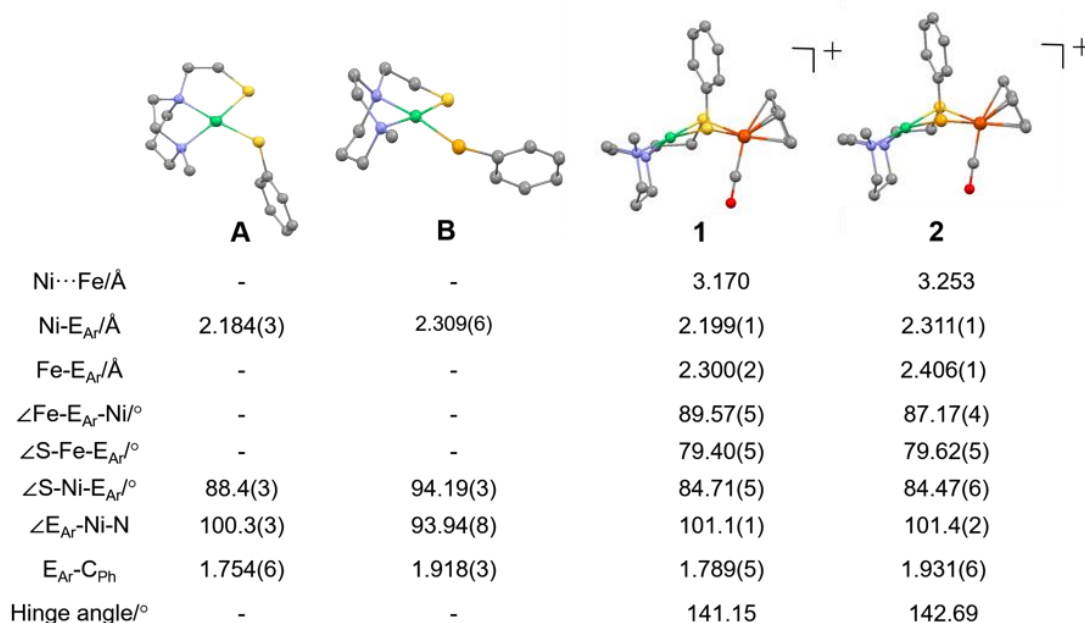 ]+ ]+
A B 1 2
Ni···Fe/Å - - 3.170 3.253
Ni-E_Ar/Å 2.184(3) 2.309(6) 2.199(1) 2.311(1)
Fe-E_Ar/Å - - 2.300(2) 2.406(1)
∠Fe-E_Ar-Ni/° - - 89.57(5) 87.17(4)
∠S-Fe-E_Ar/° - - 79.40(5) 79.62(5)
∠S-Ni-E_Ar/° 88.4(3) 94.19(3) 84.71(5) 84.47(6)
∠E_Ar-Ni-N 100.3(3) 93.94(8) 101.1(1) 101.4(2)
E_Ar-C_Ph 1.754(6) 1.918(3) 1.789(5) 1.931(6)
Hinge angle/° - - 141.15 142.69